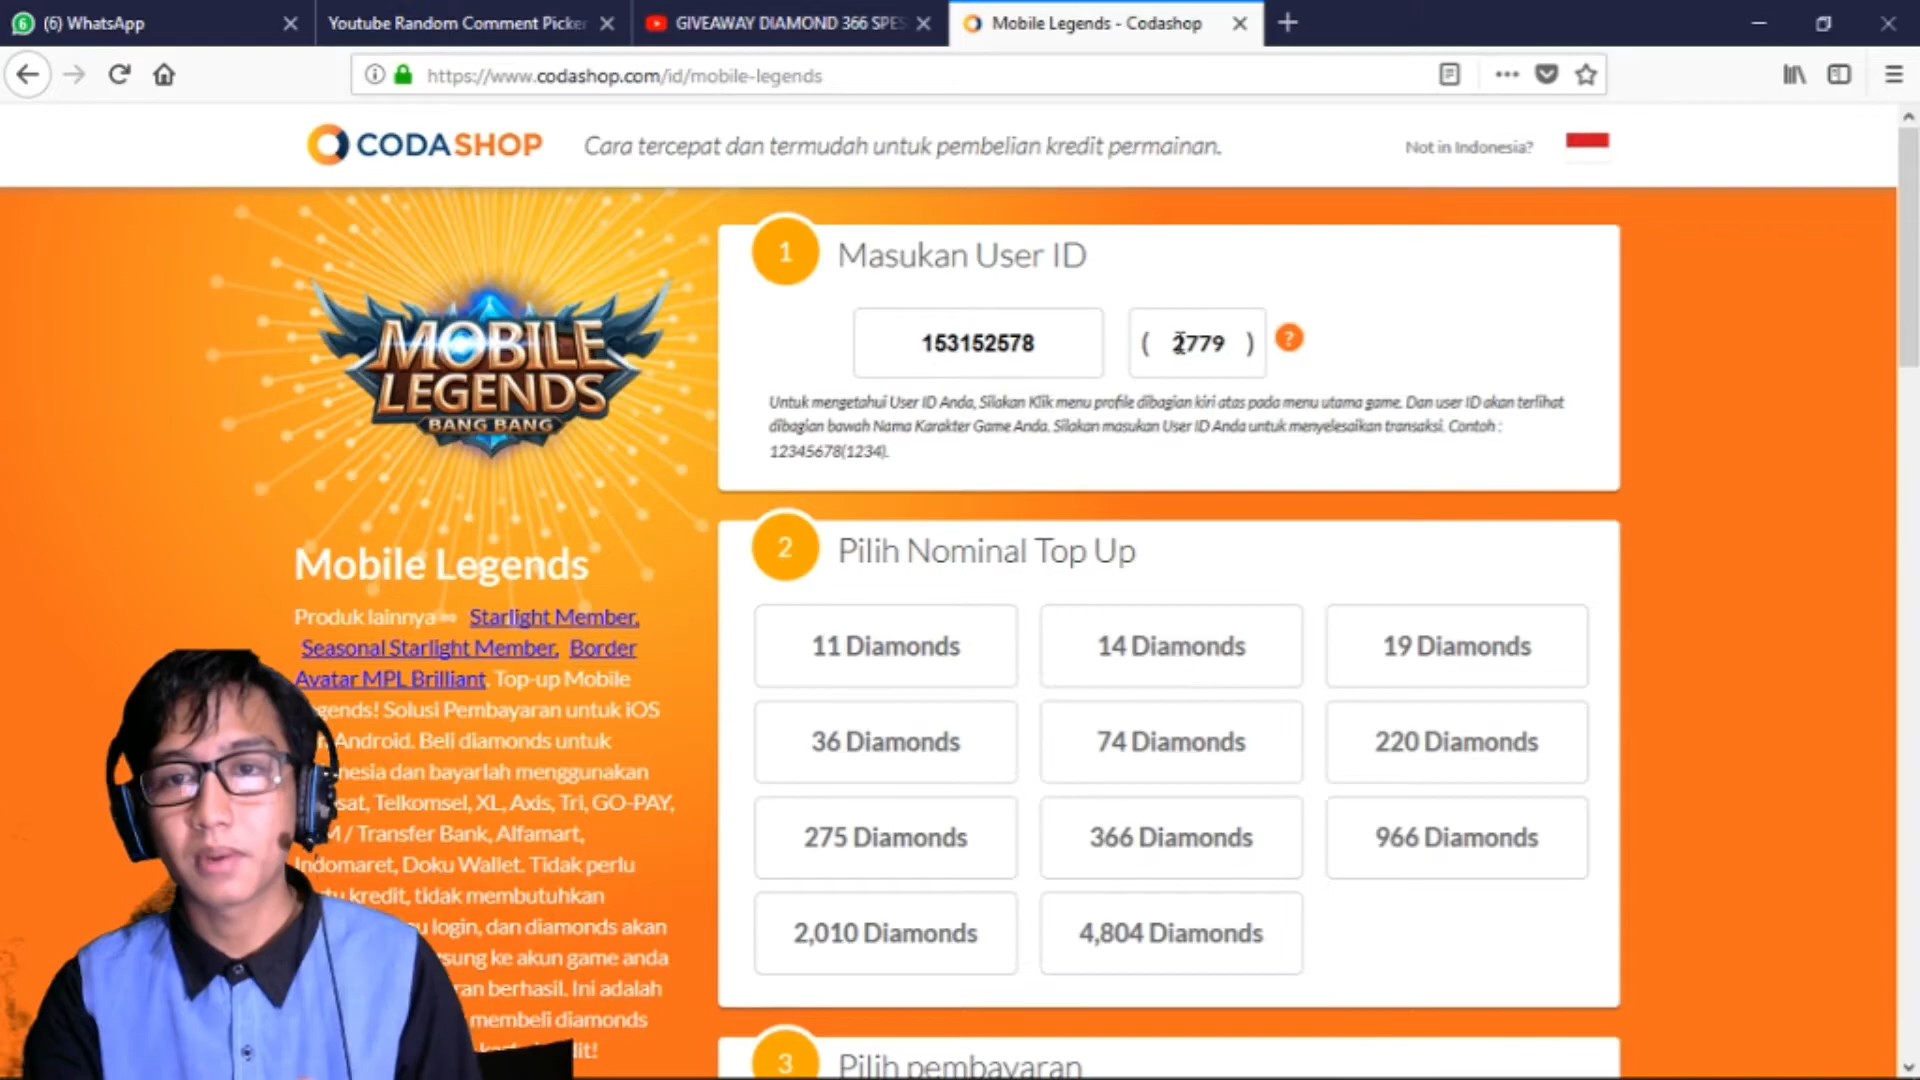 (6) WhatsApp
Youtube Random Comment Picker
GIVEAWAY DIAMOND 366 SPES
Mobile Legends - Codashop
https://www.codashop.com/id/mobile-legends
CODASHOP
Cara tercepat dan termudah untuk pembelian kredit permainan.
Not in Indonesia?
MOBILE
LEGENDS
BANG BANG
1
Masukan User ID
153152578
( 2779 )
?
Untuk mengetahui User ID Anda, Silakan Klik menu profile dibagian kiri atas pada menu utama game. Dan user ID akan terlihat
dibagian bawah Nama Karakter Game Anda. Silakan masukan User ID Anda untuk menyelesaikan transaksi. Contoh :
12345678(1234).
2
Pilih Nominal Top Up
11 Diamonds
14 Diamonds
19 Diamonds
36 Diamonds
74 Diamonds
220 Diamonds
275 Diamonds
366 Diamonds
966 Diamonds
2,010 Diamonds
4,804 Diamonds
3
Pilih pembayaran
Mobile Legends
Produk lainnya Starlight Member,
Seasonal Starlight Member, Border
Avatar MPL Brilliant. Top-up Mobile
gends! Solusi Pembayaran untuk iOS
Android. Beli diamonds untuk
nesia dan bayarlah menggunakan
sat, Telkomsel, XL, Axis, Tri, GO-PAY,
M / Transfer Bank, Alfamart,
Indomaret, Doku Wallet. Tidak perlu
tu kredit, tidak membutuhkan
u login, dan diamonds akan
sung ke akun game anda
ran berhasil. Ini adalah
membeli diamonds